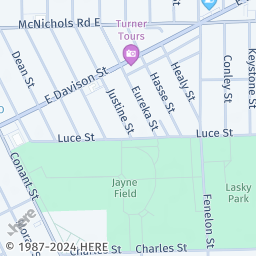 McNichols Rd E
Turner
Tours
E
Dean St
E Davison St
Justine St
Eureka St
Hasse St
Healy St
Conley St
Keystone St
Luce St
Luce St
Conant St
Jayne
Field
Lasky
Park
Fenelon St
here
Charles St
Charles St
© 1987-2024 HERE